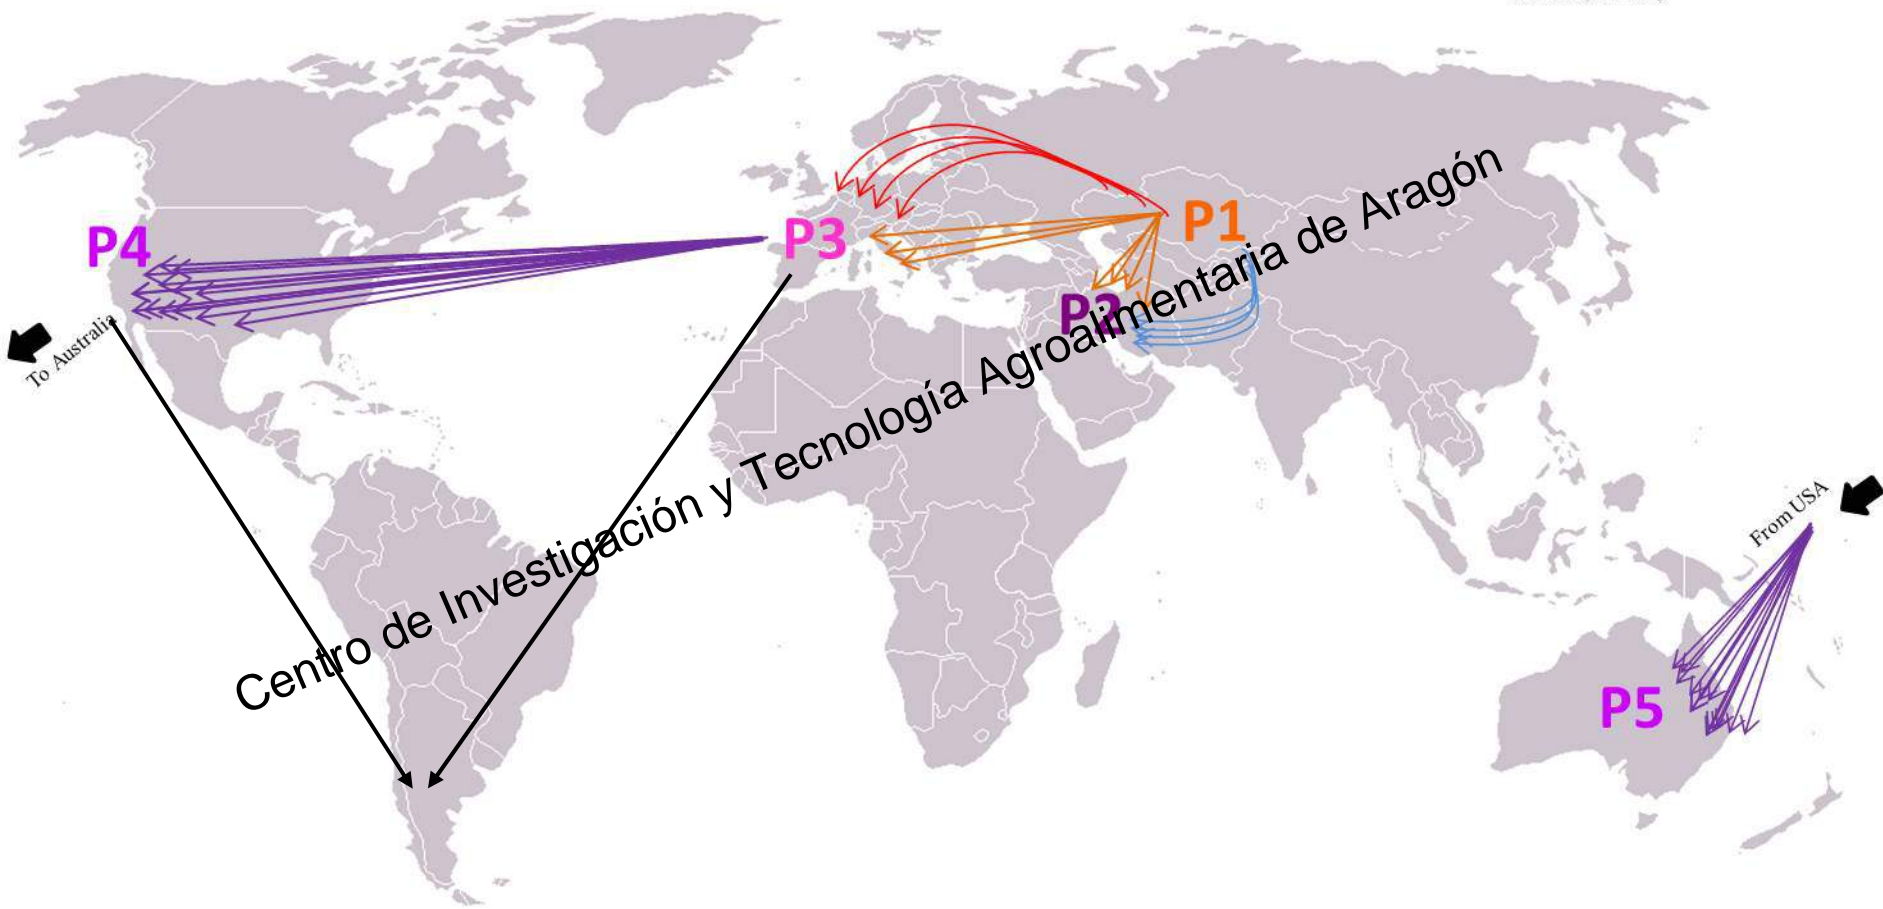 P4
P3
P1
P2
To Australia
Centro de Investigación y Tecnología Agroalimentaria de Aragón
From USA
P5